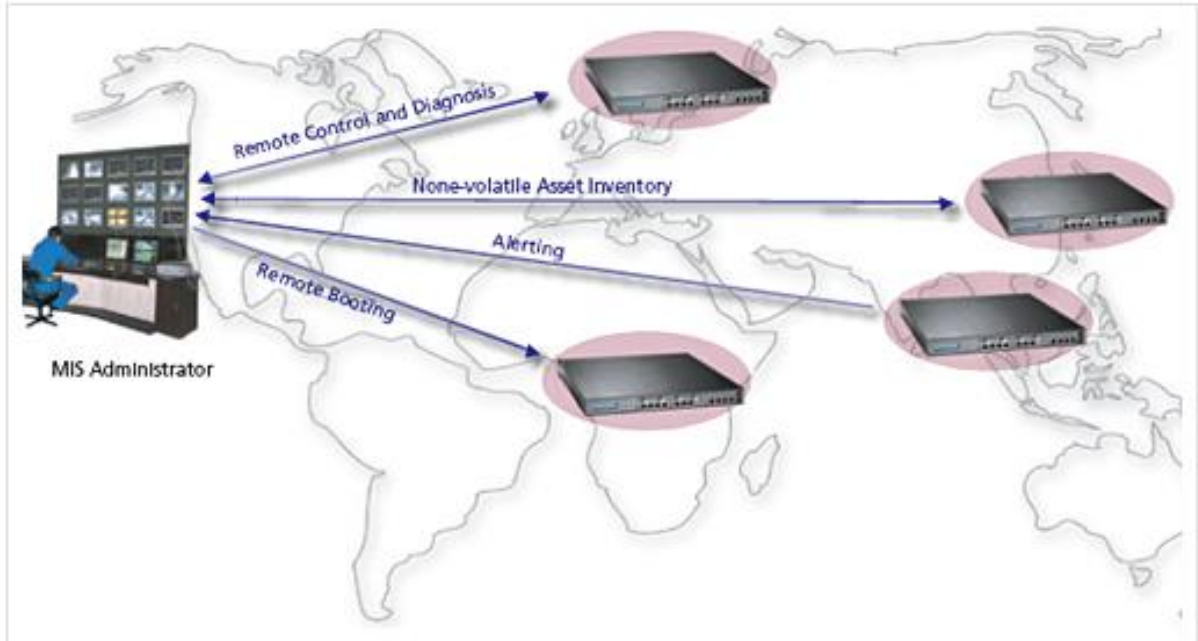 Remote Control and Diagnosis
None-volatile Asset Inventory
Alerting
Remote Booting
MIS Administrator